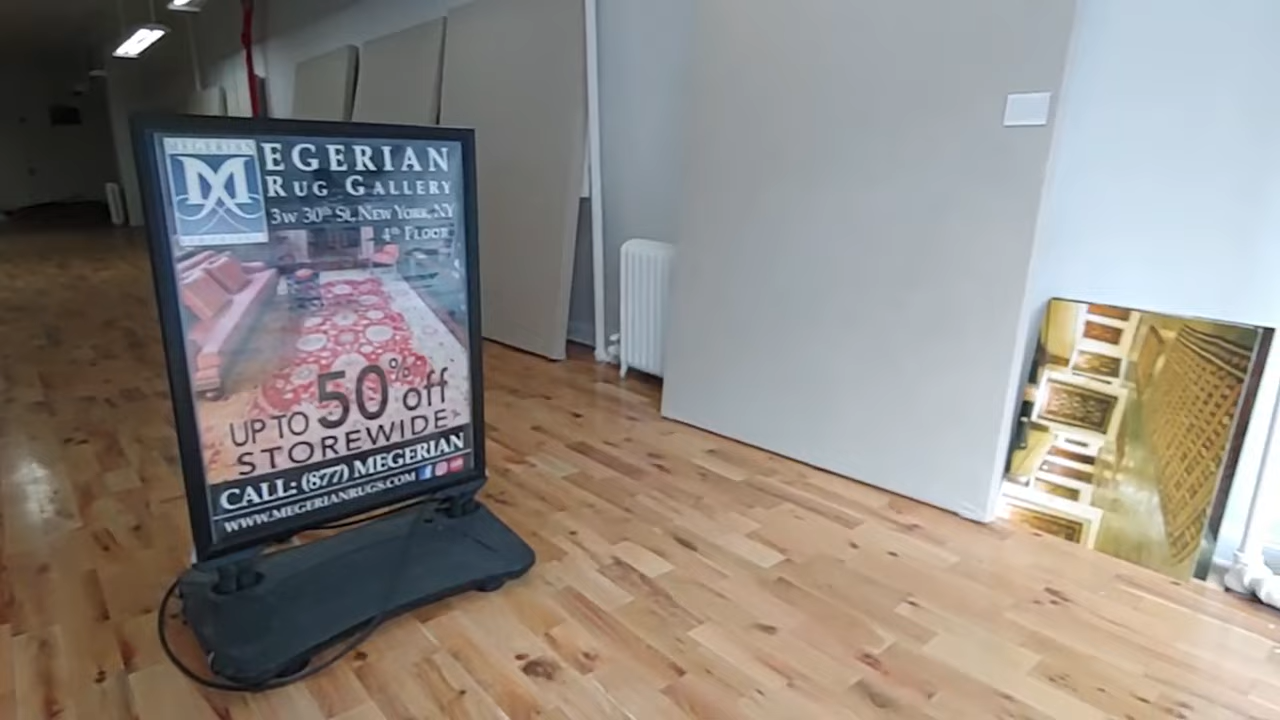 MEGERIAN
M
EGERIAN
RUG GALLERY
3W 30th St, NEW YORK, NY
4th FLOOR
UP TO 50% off
STOREWIDE
CALL: (877) MEGERIAN
WWW.MEGERIANRUGS.COM